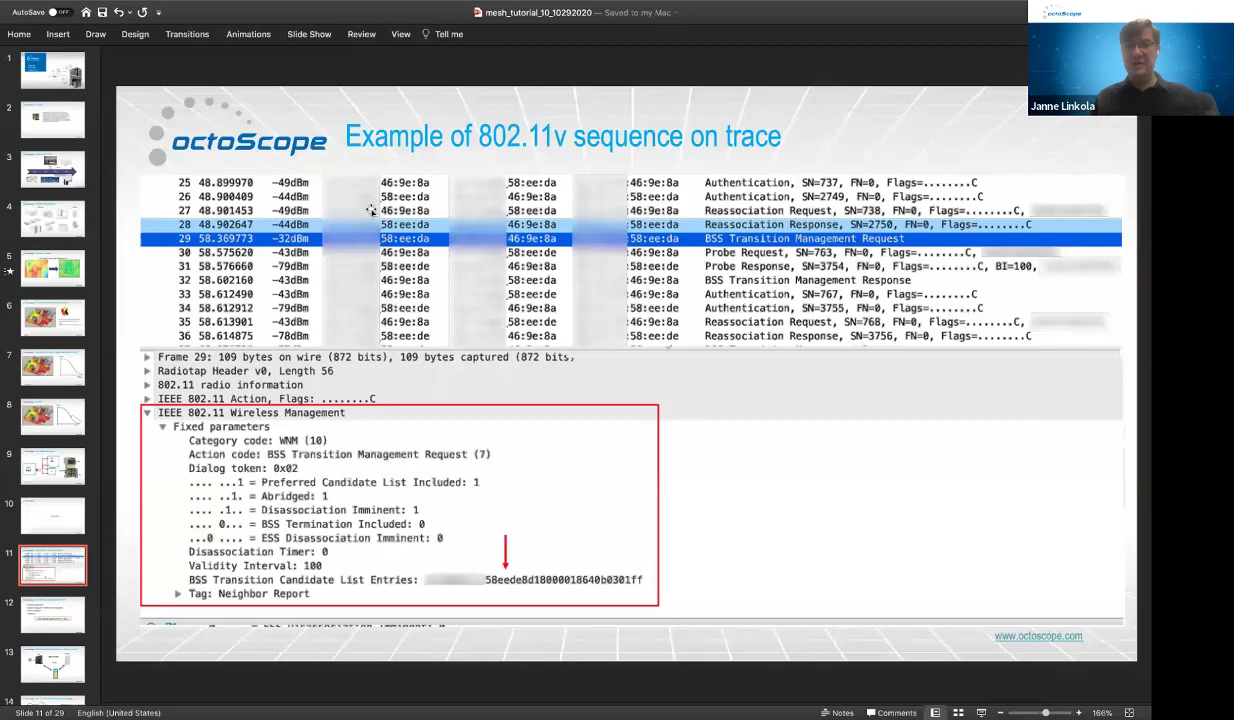 AutoSave OFF
mesh_tutorial_10_10292020 — Saved to my Mac
octoScope
Home Insert Draw Design Transitions Animations Slide Show Review View Tell me
Janne Linkola
octoScope Example of 802.11v sequence on trace
25 48.899970 -49dBm 46:9e:8a 58:ee:da :46:9e:8a Authentication, SN=737, FN=0, Flags=........C
26 48.900409 -44dBm 58:ee:da 46:9e:8a :58:ee:da Authentication, SN=2749, FN=0, Flags=........C
27 48.901453 -49dBm 46:9e:8a 58:ee:da :46:9e:8a Reassociation Request, SN=738, FN=0, Flags=........C,
28 48.902647 -44dBm 58:ee:da 46:9e:8a :58:ee:da Reassociation Response, SN=2750, FN=0, Flags=........C
29 58.369773 -32dBm 58:ee:da 46:9e:8a :58:ee:da BSS Transition Management Request
30 58.575620 -43dBm 46:9e:8a 58:ee:de :46:9e:8a Probe Request, SN=763, FN=0, Flags=........C,
31 58.576660 -79dBm 58:ee:de 46:9e:8a :58:ee:de Probe Response, SN=3754, FN=0, Flags=........C, BI=100,
32 58.602160 -43dBm 46:9e:8a 58:ee:da :46:9e:8a BSS Transition Management Response
33 58.612490 -43dBm 46:9e:8a 58:ee:de :46:9e:8a Authentication, SN=767, FN=0, Flags=........C
34 58.612912 -79dBm 58:ee:de 46:9e:8a :58:ee:de Authentication, SN=3755, FN=0, Flags=........C
35 58.613901 -43dBm 46:9e:8a 58:ee:de :46:9e:8a Reassociation Request, SN=768, FN=0, Flags=........C,
36 58.614875 -78dBm 58:ee:de 46:9e:8a :58:ee:de Reassociation Response, SN=3756, FN=0, Flags=........C
Frame 29: 109 bytes on wire (872 bits), 109 bytes captured (872 bits,
Radiotap Header v0, Length 56
802.11 radio information
IEEE 802.11 Action, Flags: ........C
IEEE 802.11 Wireless Management
Fixed parameters
Category code: WNM (10)
Action code: BSS Transition Management Request (7)
Dialog token: 0x02
.... ...1 = Preferred Candidate List Included: 1
.... ..1. = Abridged: 1
.... .1.. = Disassociation Imminent: 1
.... 0... = BSS Termination Included: 0
...0 .... = ESS Disassociation Imminent: 0
Disassociation Timer: 0
Validity Interval: 100
BSS Transition Candidate List Entries: 58eede8d18000018640b0301ff
Tag: Neighbor Report
www.octoscope.com
1
2
3
4
5
6
7
8
9
10
11
12
13
14
Slide 11 of 29 English (United States) Notes Comments 166%